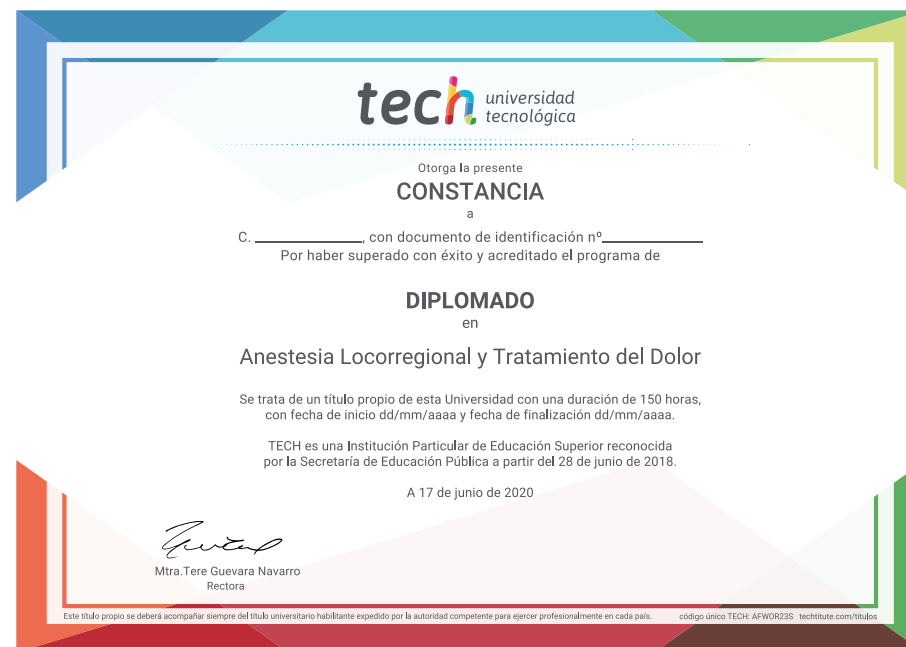 tech universidad
tecnológica
Otorga la presente
CONSTANCIA
a
C. ____________, con documento de identificación nº____________
Por haber superado con éxito y acreditado el programa de
DIPLOMADO
en
Anestesia Locorregional y Tratamiento del Dolor
Se trata de un título propio de esta Universidad con una duración de 150 horas,
con fecha de inicio dd/mm/aaaa y fecha de finalización dd/mm/aaaa.
TECH es una Institución Particular de Educación Superior reconocida
por la Secretaría de Educación Pública a partir del 28 de junio de 2018.
A 17 de junio de 2020
Mtra.Tere Guevara Navarro
Rectora
Este título propio se deberá acompañar siempre del título universitario habilitante expedido por la autoridad competente para ejercer profesionalmente en cada país. código único TECH: AFWOR23S techtitute.com/titulos